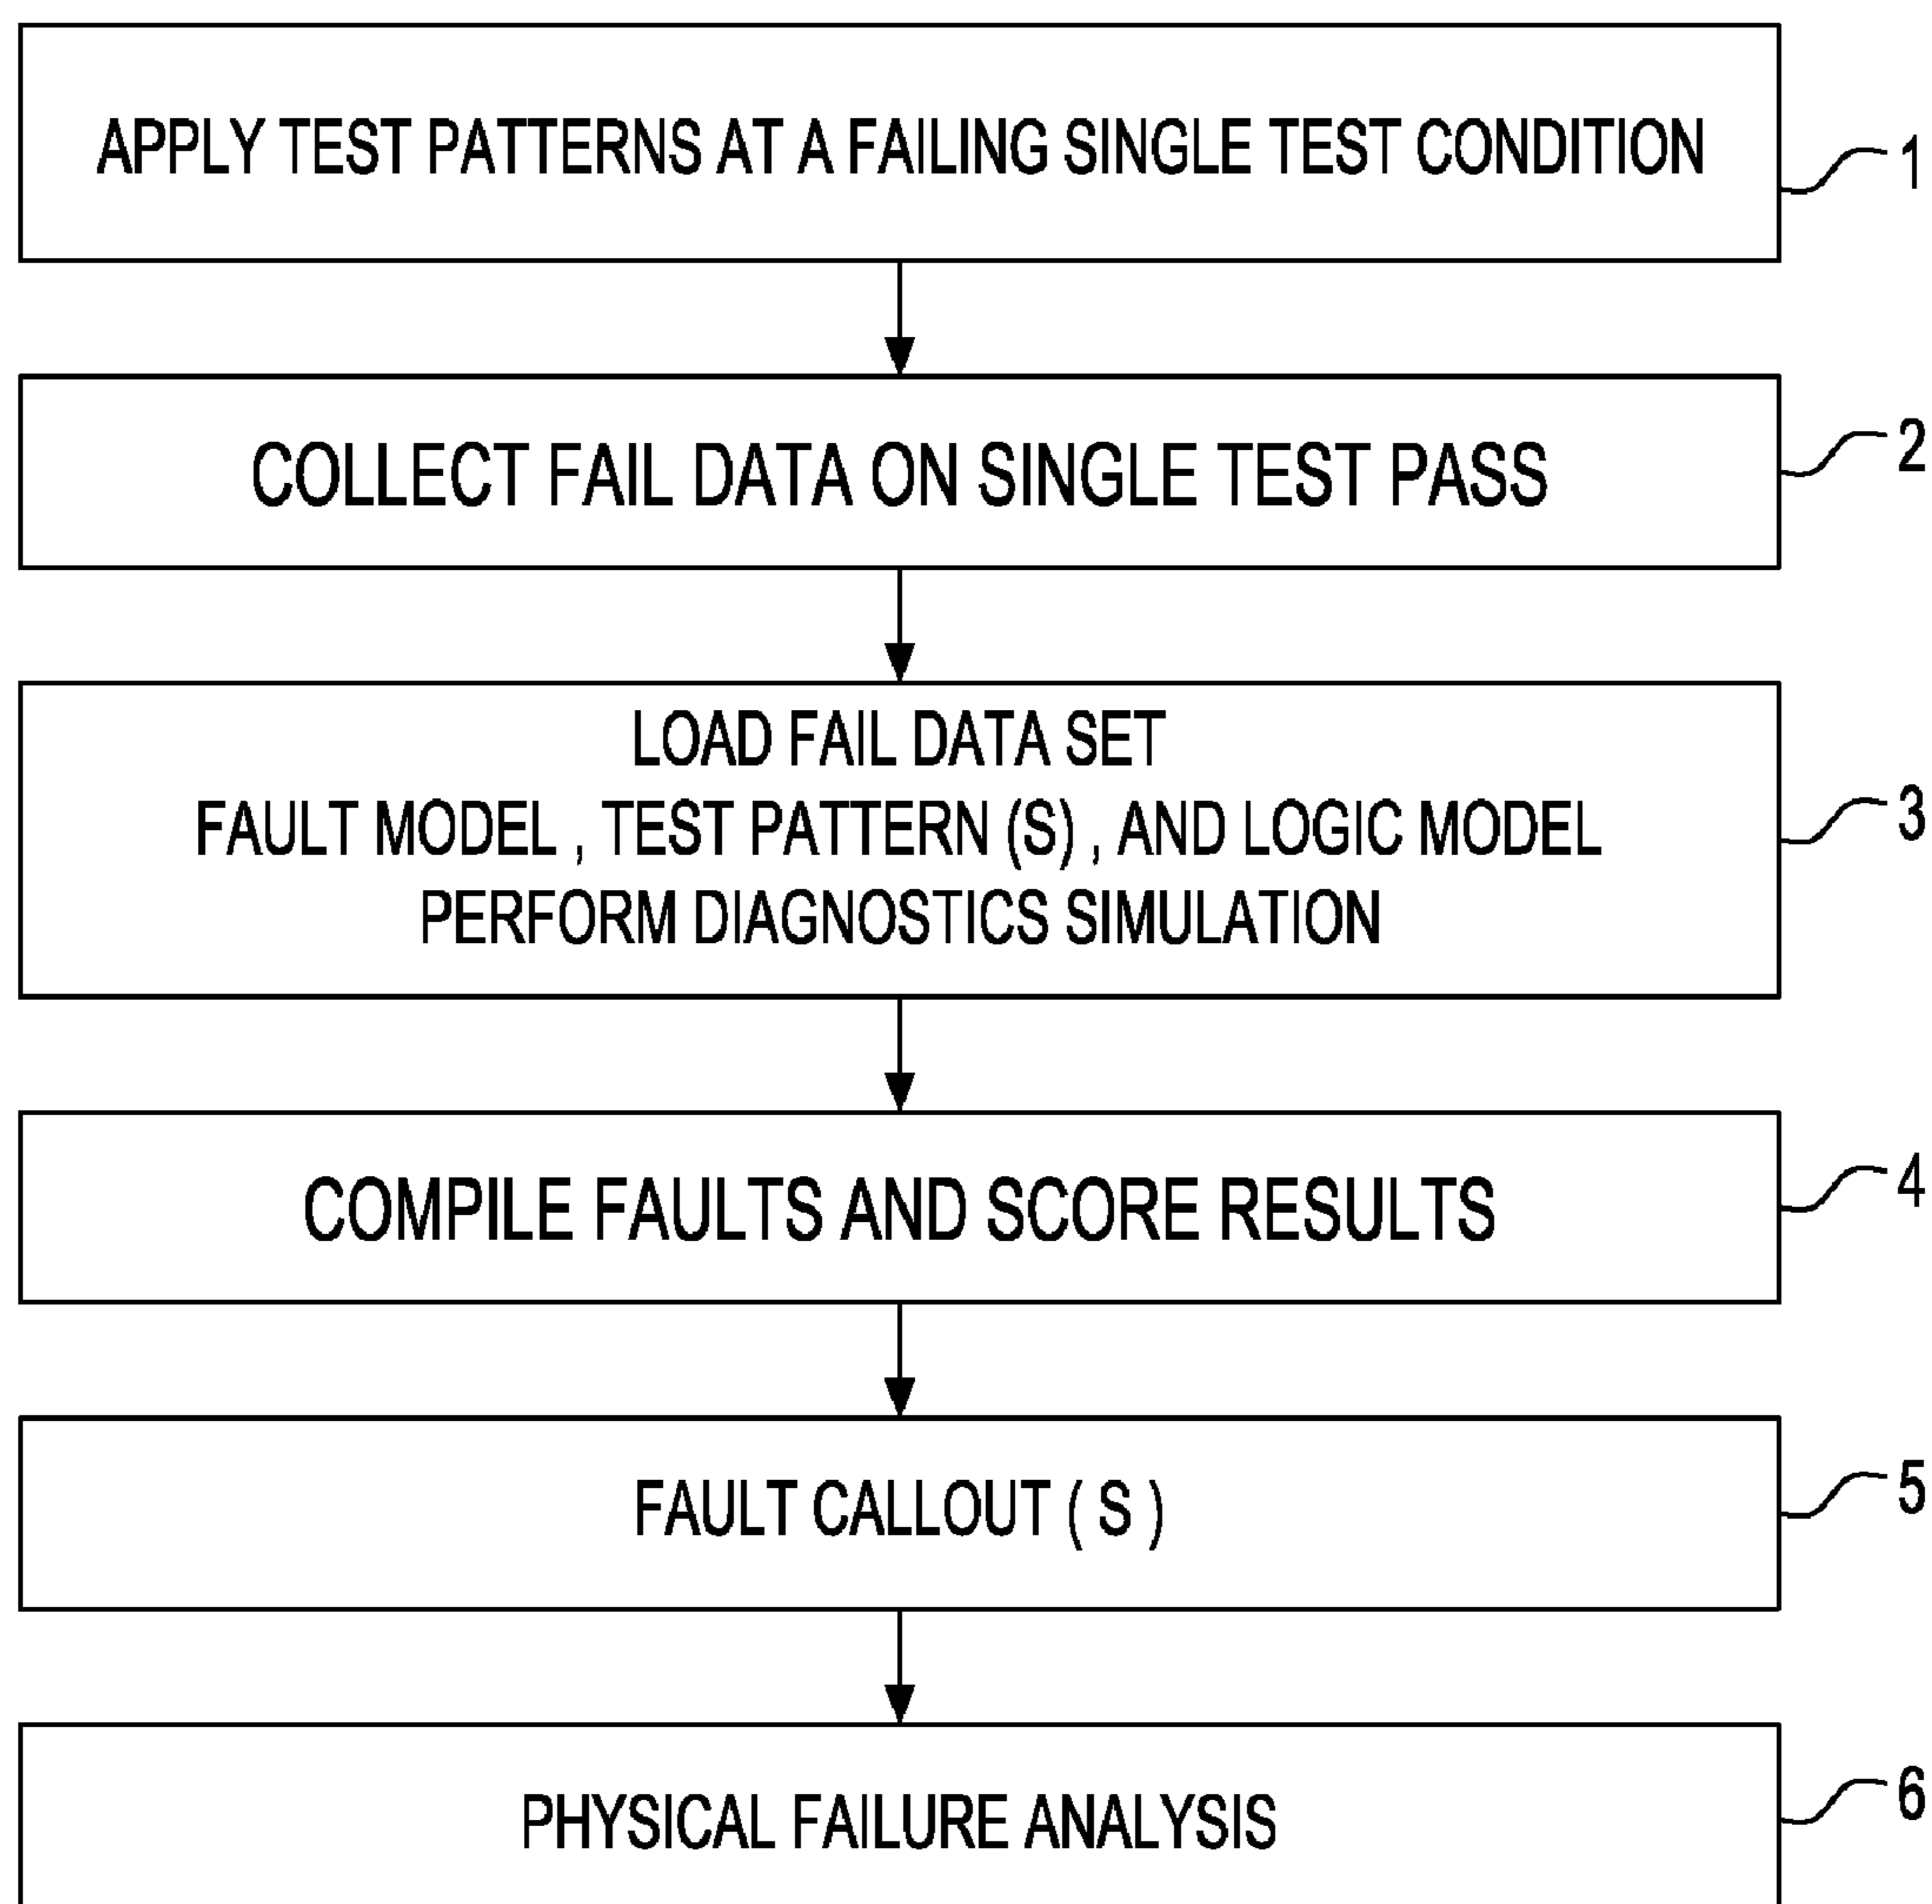 APPLY TEST PATTERNS AT A FAILING SINGLE TEST CONDITION
1
COLLECT FAIL DATA ON SINGLE TEST PASS
2
LOAD FAIL DATA SET
FAULT MODEL , TEST PATTERN (S) , AND LOGIC MODEL
PERFORM DIAGNOSTICS SIMULATION
3
COMPILE FAULTS AND SCORE RESULTS
4
FAULT CALLOUT ( S )
5
PHYSICAL FAILURE ANALYSIS
6